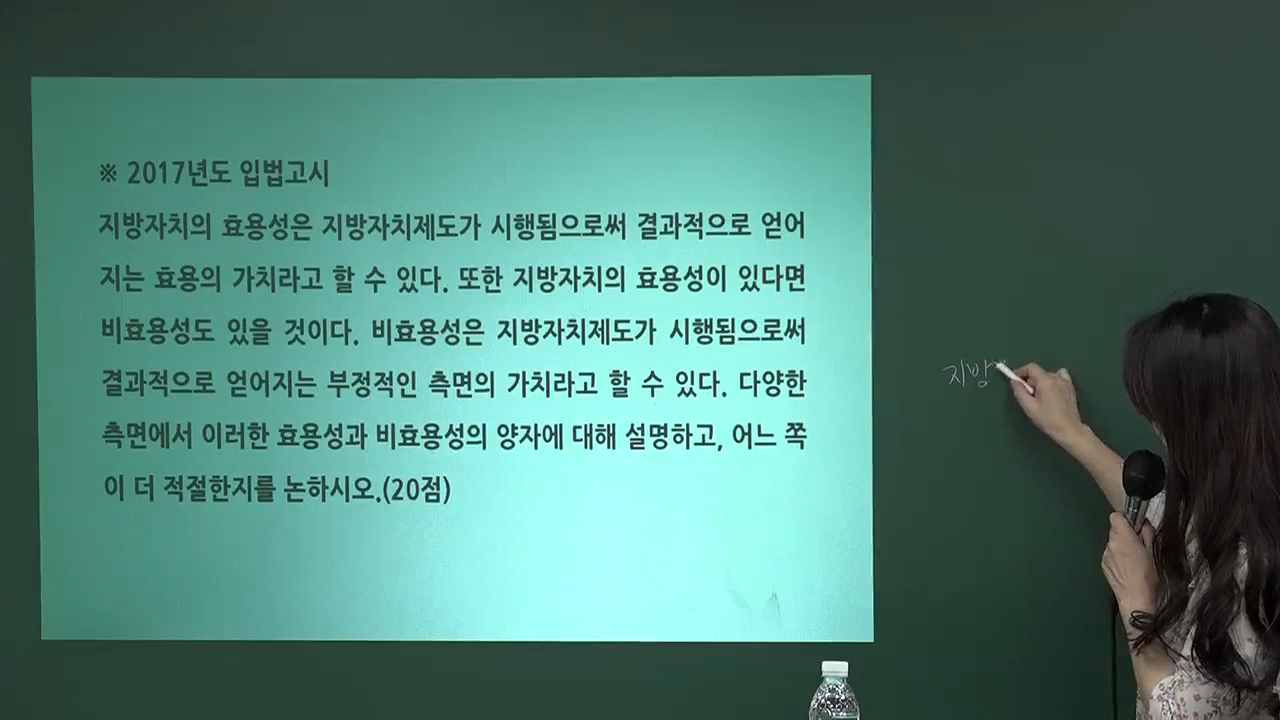 ※ 2017년도 입법고시
지방자치의 효용성은 지방자치제도가 시행됨으로써 결과적으로 얻어
지는 효용의 가치라고 할 수 있다. 또한 지방자치의 효용성이 있다면
비효용성도 있을 것이다. 비효용성은 지방자치제도가 시행됨으로써
결과적으로 얻어지는 부정적인 측면의 가치라고 할 수 있다. 다양한
측면에서 이러한 효용성과 비효용성의 양자에 대해 설명하고, 어느 쪽
이 더 적절한지를 논하시오.(20점)
지방